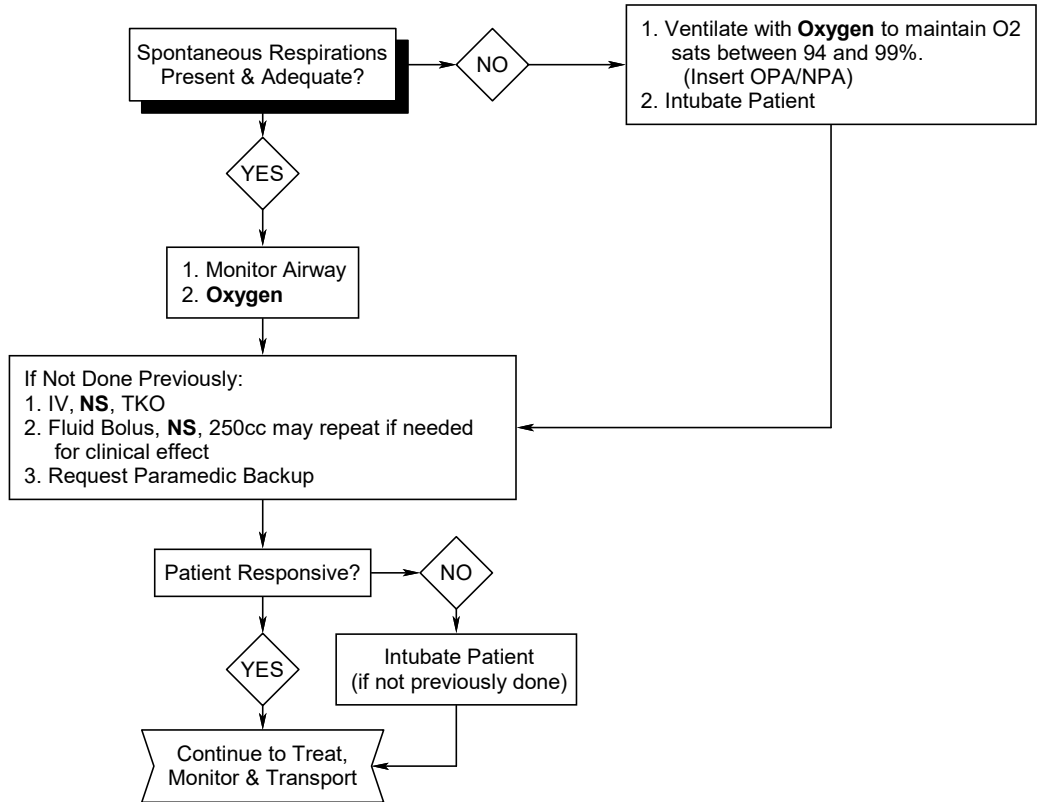 Spontaneous Respirations
Present & Adequate?
NO
1. Ventilate with Oxygen to maintain O2
sats between 94 and 99%.
(Insert OPA/NPA)
2. Intubate Patient
YES
1. Monitor Airway
2. Oxygen
If Not Done Previously:
1. IV, NS, TKO
2. Fluid Bolus, NS, 250cc may repeat if needed
for clinical effect
3. Request Paramedic Backup
Patient Responsive?
NO
YES
Intubate Patient
(if not previously done)
Continue to Treat,
Monitor & Transport